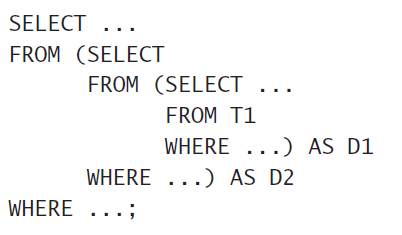 SELECT ...
FROM (SELECT
FROM (SELECT ...
FROM T1
WHERE ...) AS D1
WHERE ...) AS D2
WHERE ...;